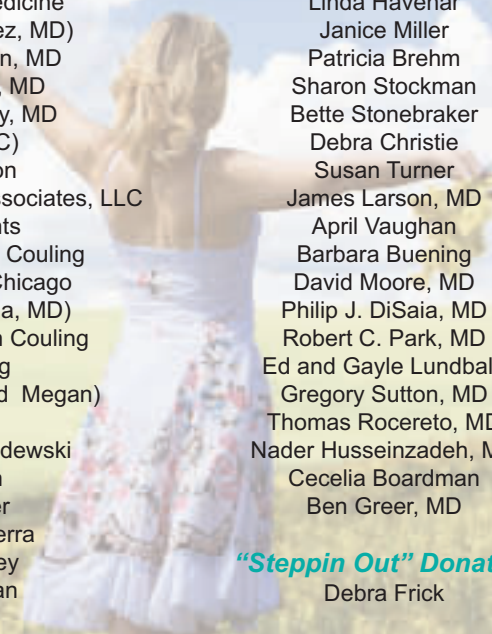 edicine
ez, MD)
n, MD
, MD
y, MD
C)
on
ssociates, LLC
nts
Couling
Chicago
a, MD)
n Couling
g
d Megan)
dewski
n
er
erra
ey
an
Linda Havenar
Janice Miller
Patricia Brehm
Sharon Stockman
Bette Stonebraker
Debra Christie
Susan Turner
James Larson, MD
April Vaughan
Barbara Buening
David Moore, MD
Philip J. DiSaia, MD
Robert C. Park, MD
Ed and Gayle Lundbal
Gregory Sutton, MD
Thomas Rocereto, MD
Nader Husseinzadeh, M
Cecelia Boardman
Ben Greer, MD
“Steppin Out” Donat
Debra Frick